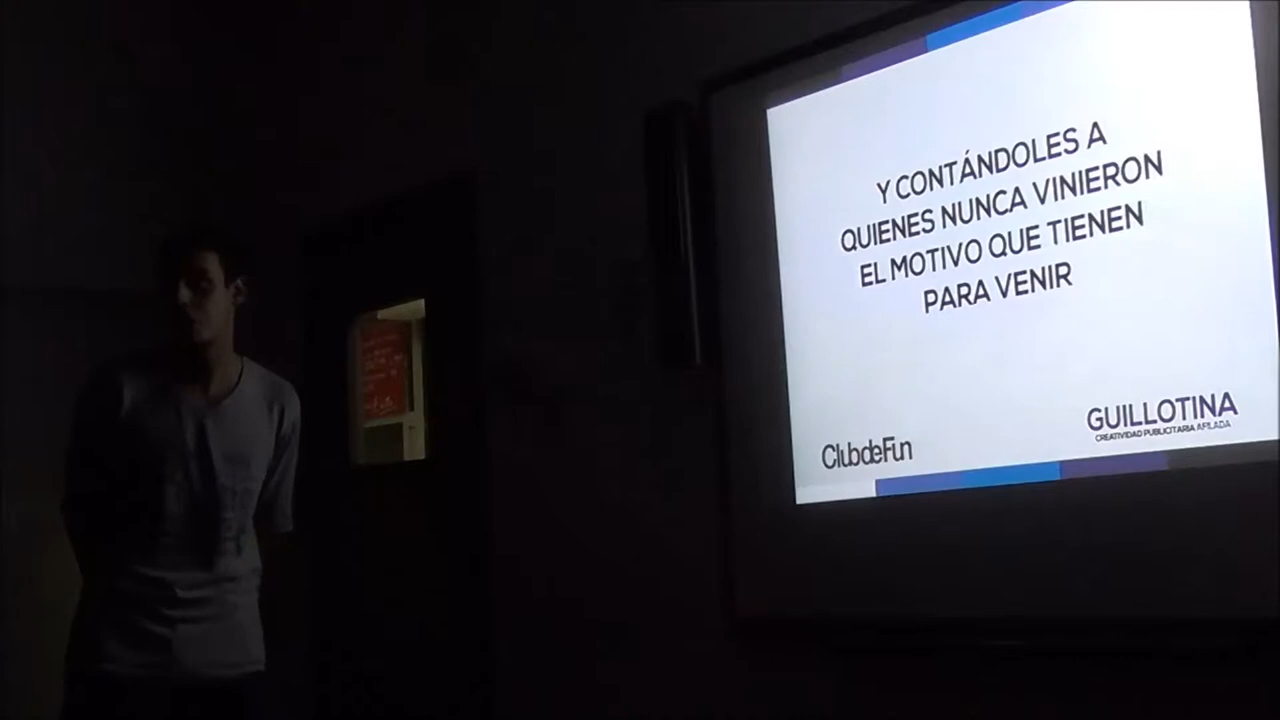 Y CONTÁNDOLES A
QUIENES NUNCA VINIERON
EL MOTIVO QUE TIENEN
PARA VENIR
ClubdeFun
GUILLOTINA
CREATIVIDAD PUBLICITARIA AFILADA